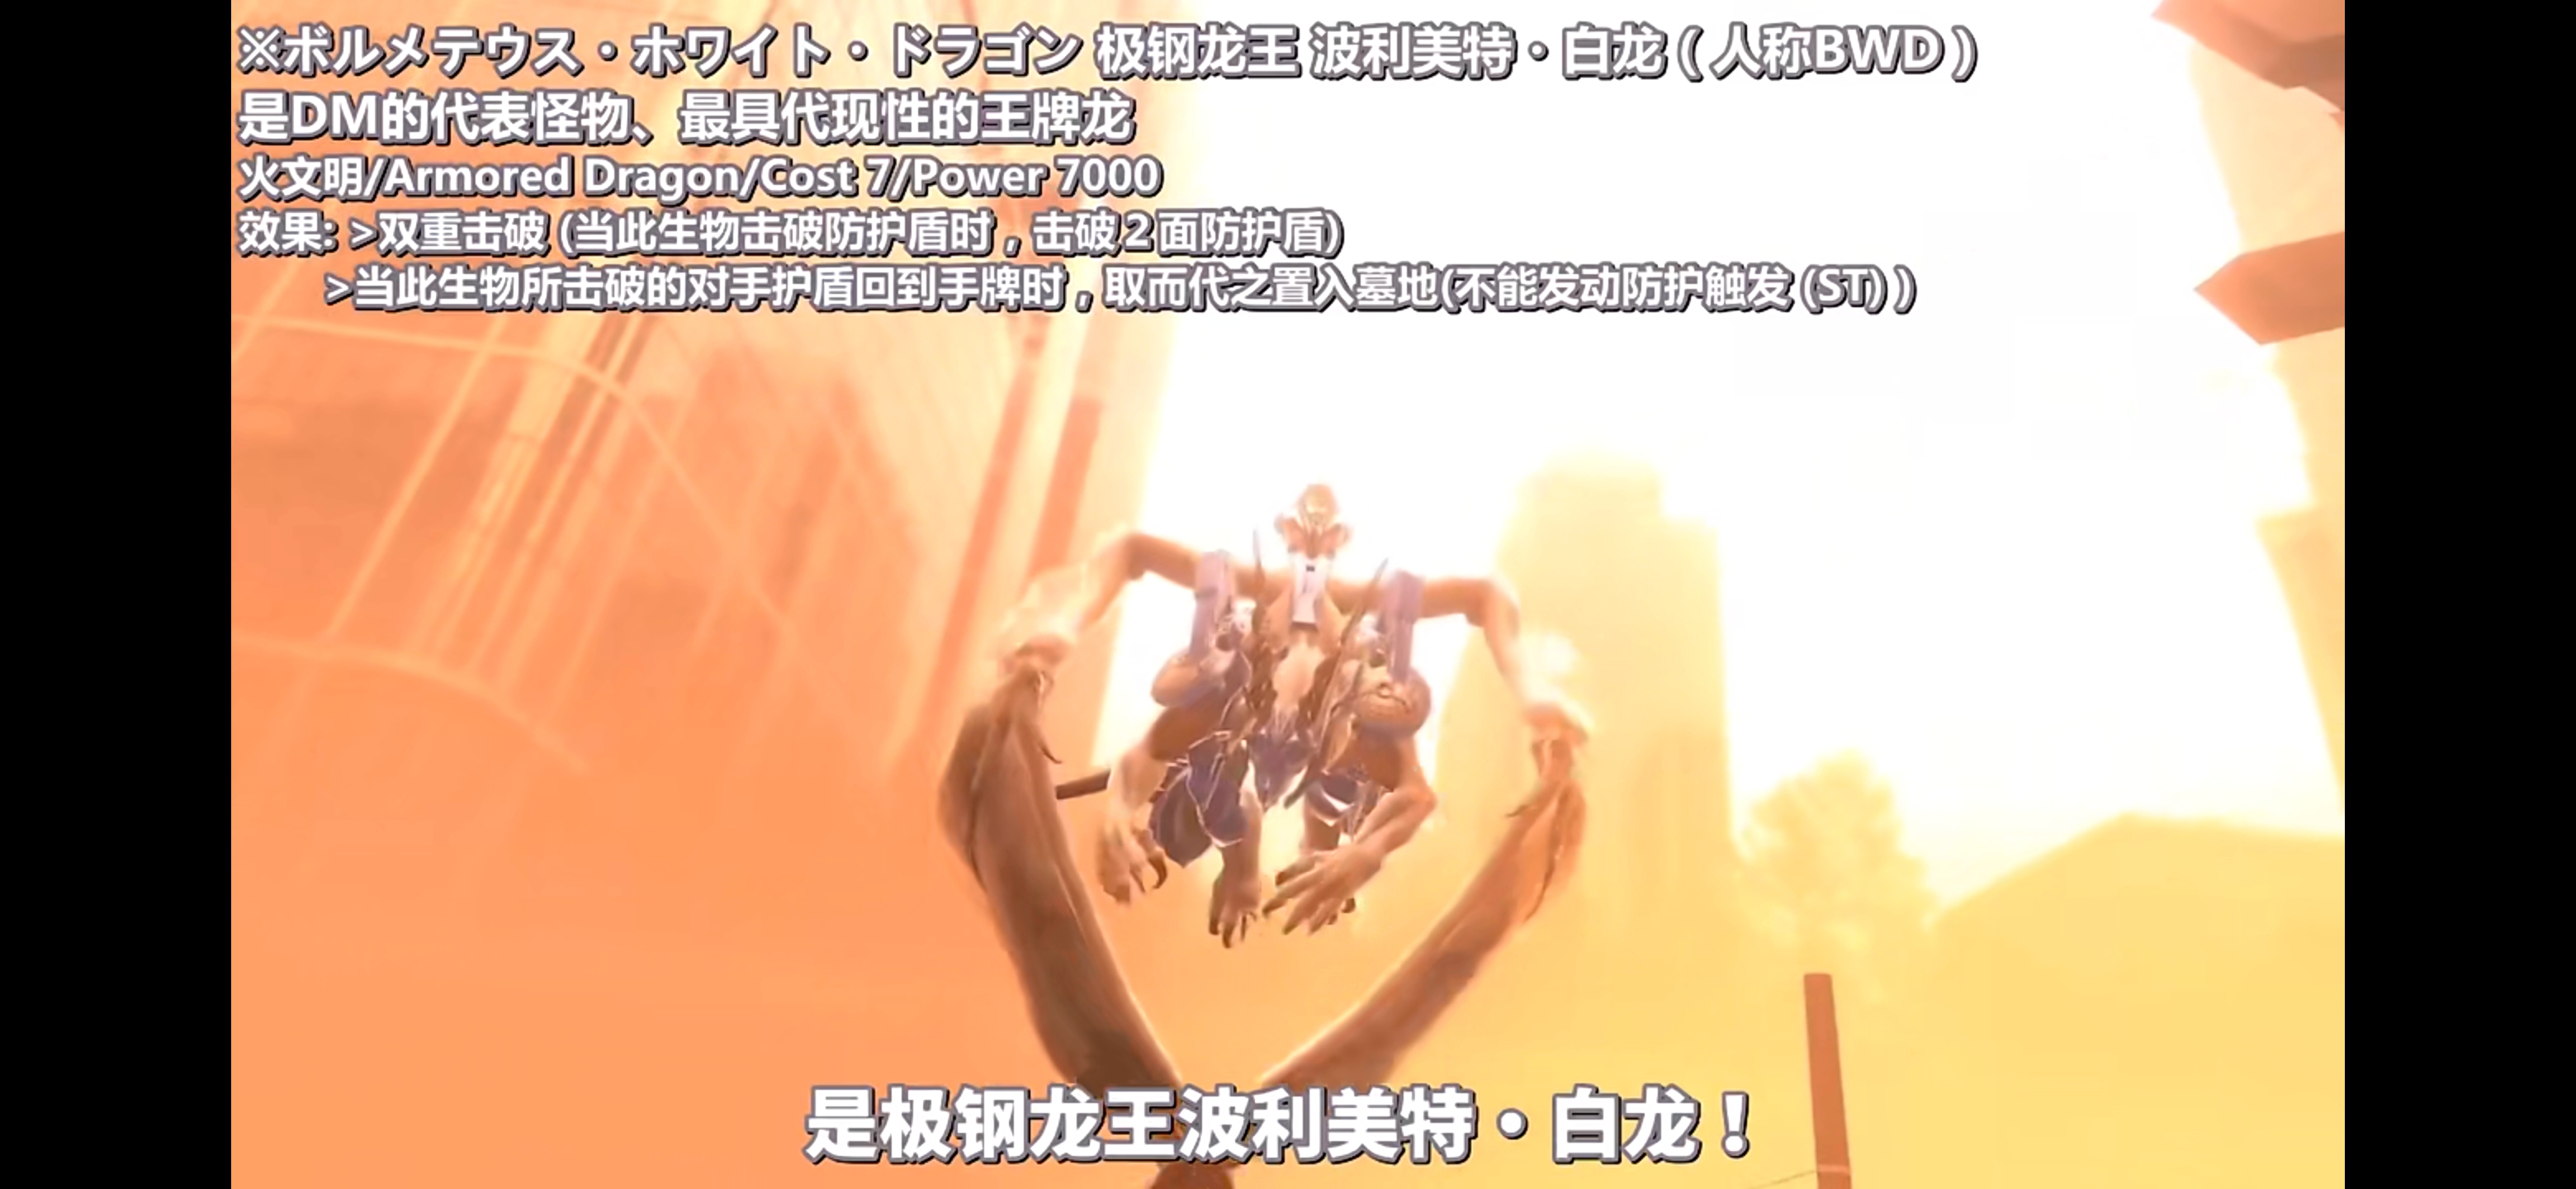 ※ボルメテウス・ホワイト・ドラゴン 极钢龙王 波利美特・白龙（人称BWD）
是DM的代表怪物、最具代现性的王牌龙
火文明/Armored Dragon/Cost 7/Power 7000
效果: >双重击破 (当此生物击破防护盾时，击破２面防护盾)
>当此生物所击破的对手护盾回到手牌时，取而代之置入墓地(不能发动防护触发 (ST) )
是极钢龙王波利美特・白龙！